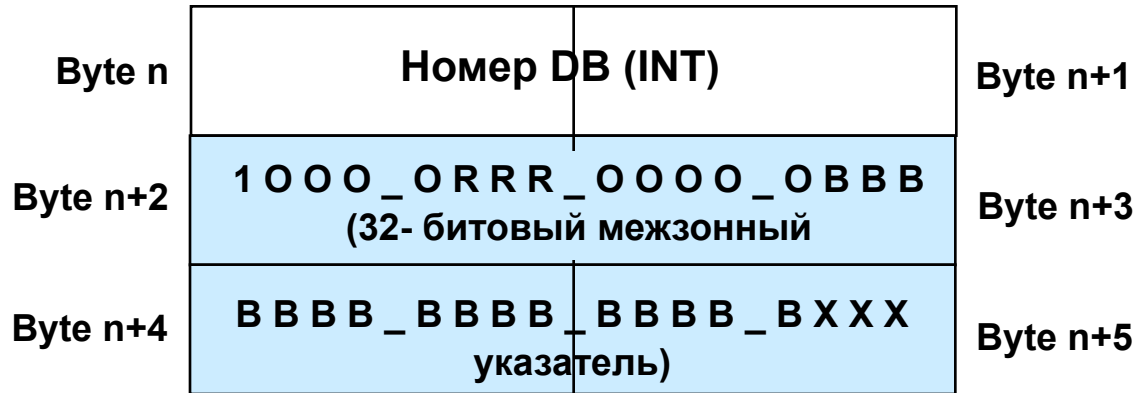 Byte n
Номер DB (INT)
Byte n+1
Byte n+2
1 O O O _ O R R R _ O O O O _ O B B B
(32- битовый межзонный
Byte n+3
Byte n+4
B B B B _ B B B B _ B B B B _ B X X X
указатель)
Byte n+5